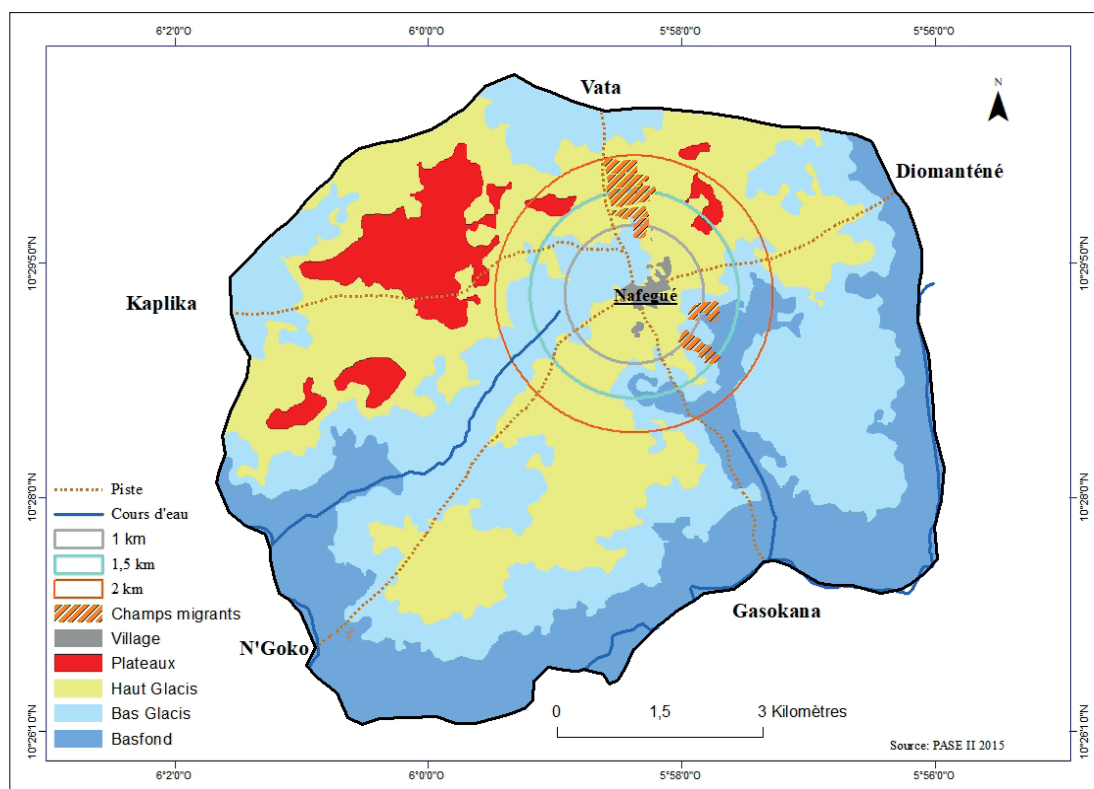 6°2'0"O 6°0'0"O 5°58'0"O 5°56'0"O
Vata
N
Diomanténé
10°29'50"N
10°29'50"N
Kaplika
Nafegué
10°28'0"N
10°28'0"N
Piste
Cours d'eau
1 km
1,5 km
2 km
Champs migrants
Village
Plateaux
Haut Glacis
Bas Glacis
Basfond
Gasokana
N'Goko
0 1,5 3 Kilomètres
10°26'10"N
10°26'10"N
Source: PASE II 2015
6°2'0"O 6°0'0"O 5°58'0"O 5°56'0"O